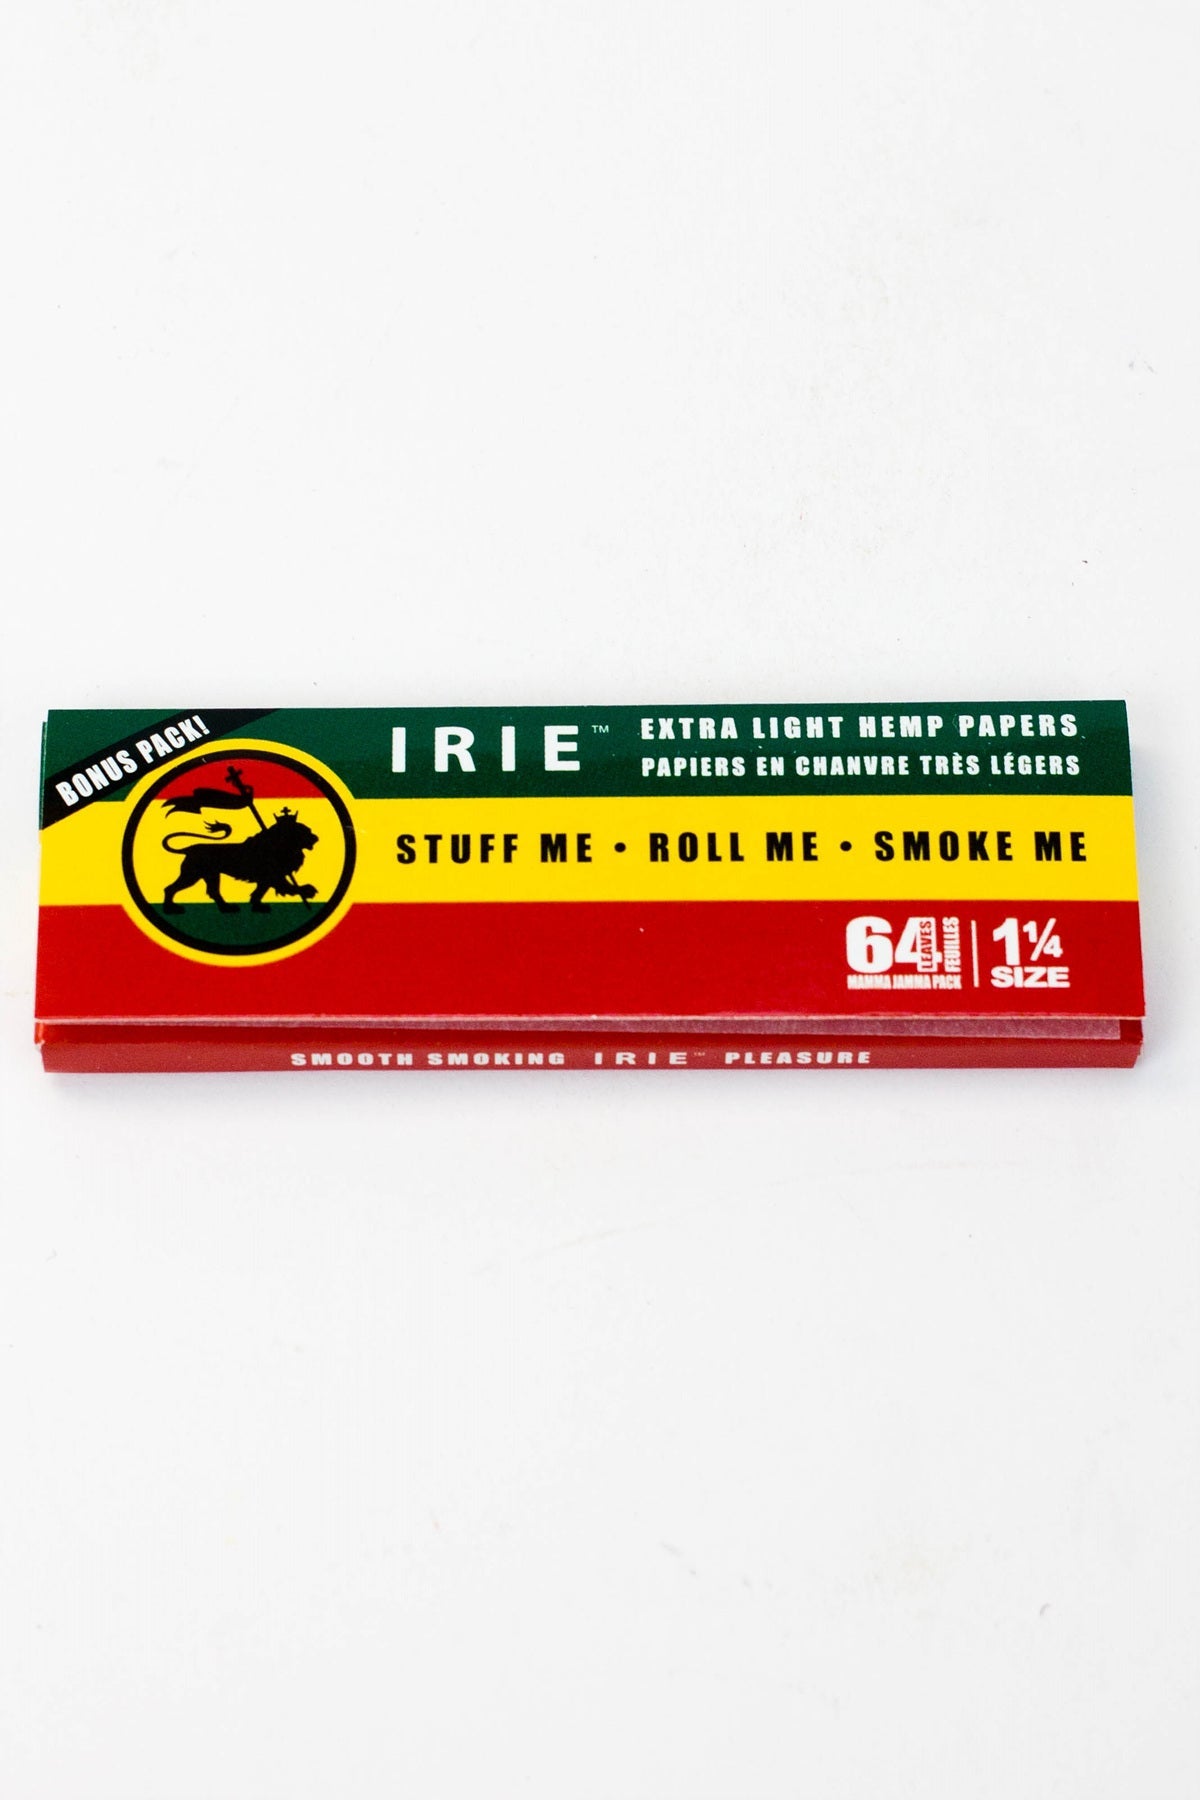 BONUS PACK!
IRIE™
EXTRA LIGHT HEMP PAPERS
PAPIERS EN CHANVRE TRÈS LÉGERS
STUFF ME • ROLL ME • SMOKE ME
64 LEAVES FEUILLES
MAMMA JAMMA PACK
1¼
SIZE
SMOOTH SMOKING IRIE™ PLEASURE